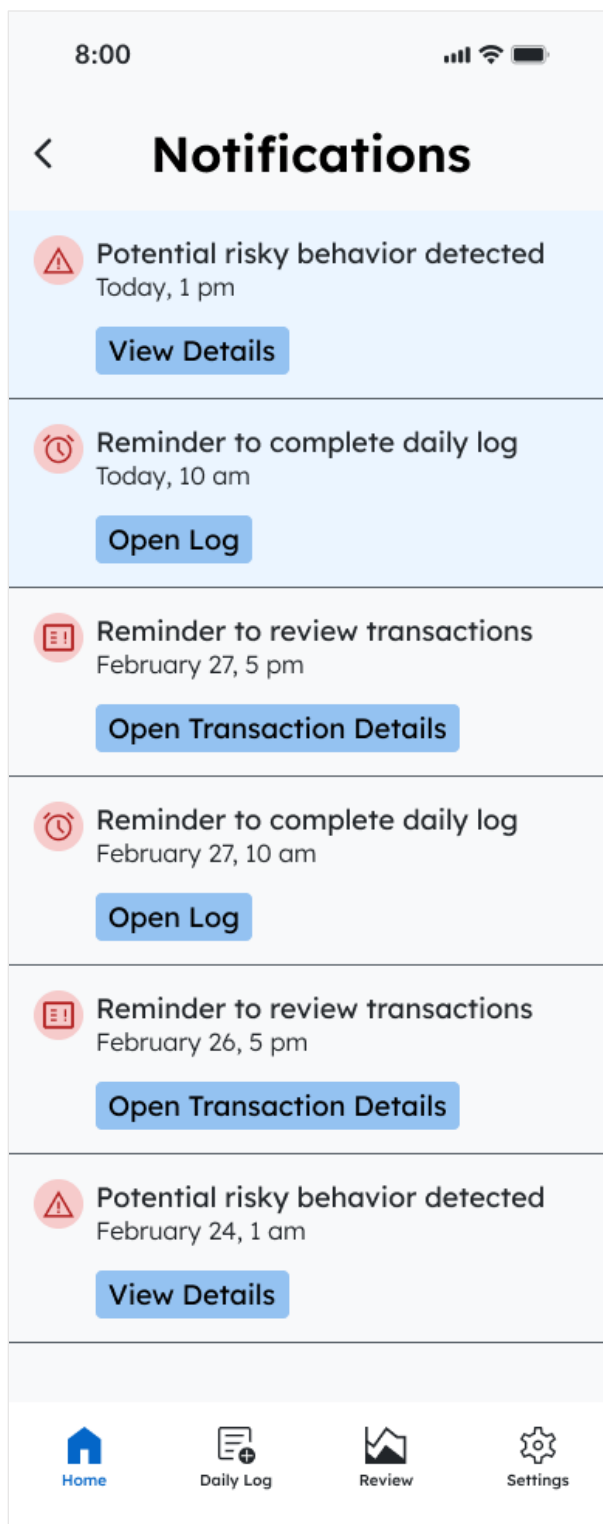 8:00
Notifications
Potential risky behavior detected
Today, 1 pm
View Details
Reminder to complete daily log
Today, 10 am
Open Log
Reminder to review transactions
February 27, 5 pm
Open Transaction Details
Reminder to complete daily log
February 27, 10 am
Open Log
Reminder to review transactions
February 26, 5 pm
Open Transaction Details
Potential risky behavior detected
February 24, 1 am
View Details
Home Daily Log Review Settings